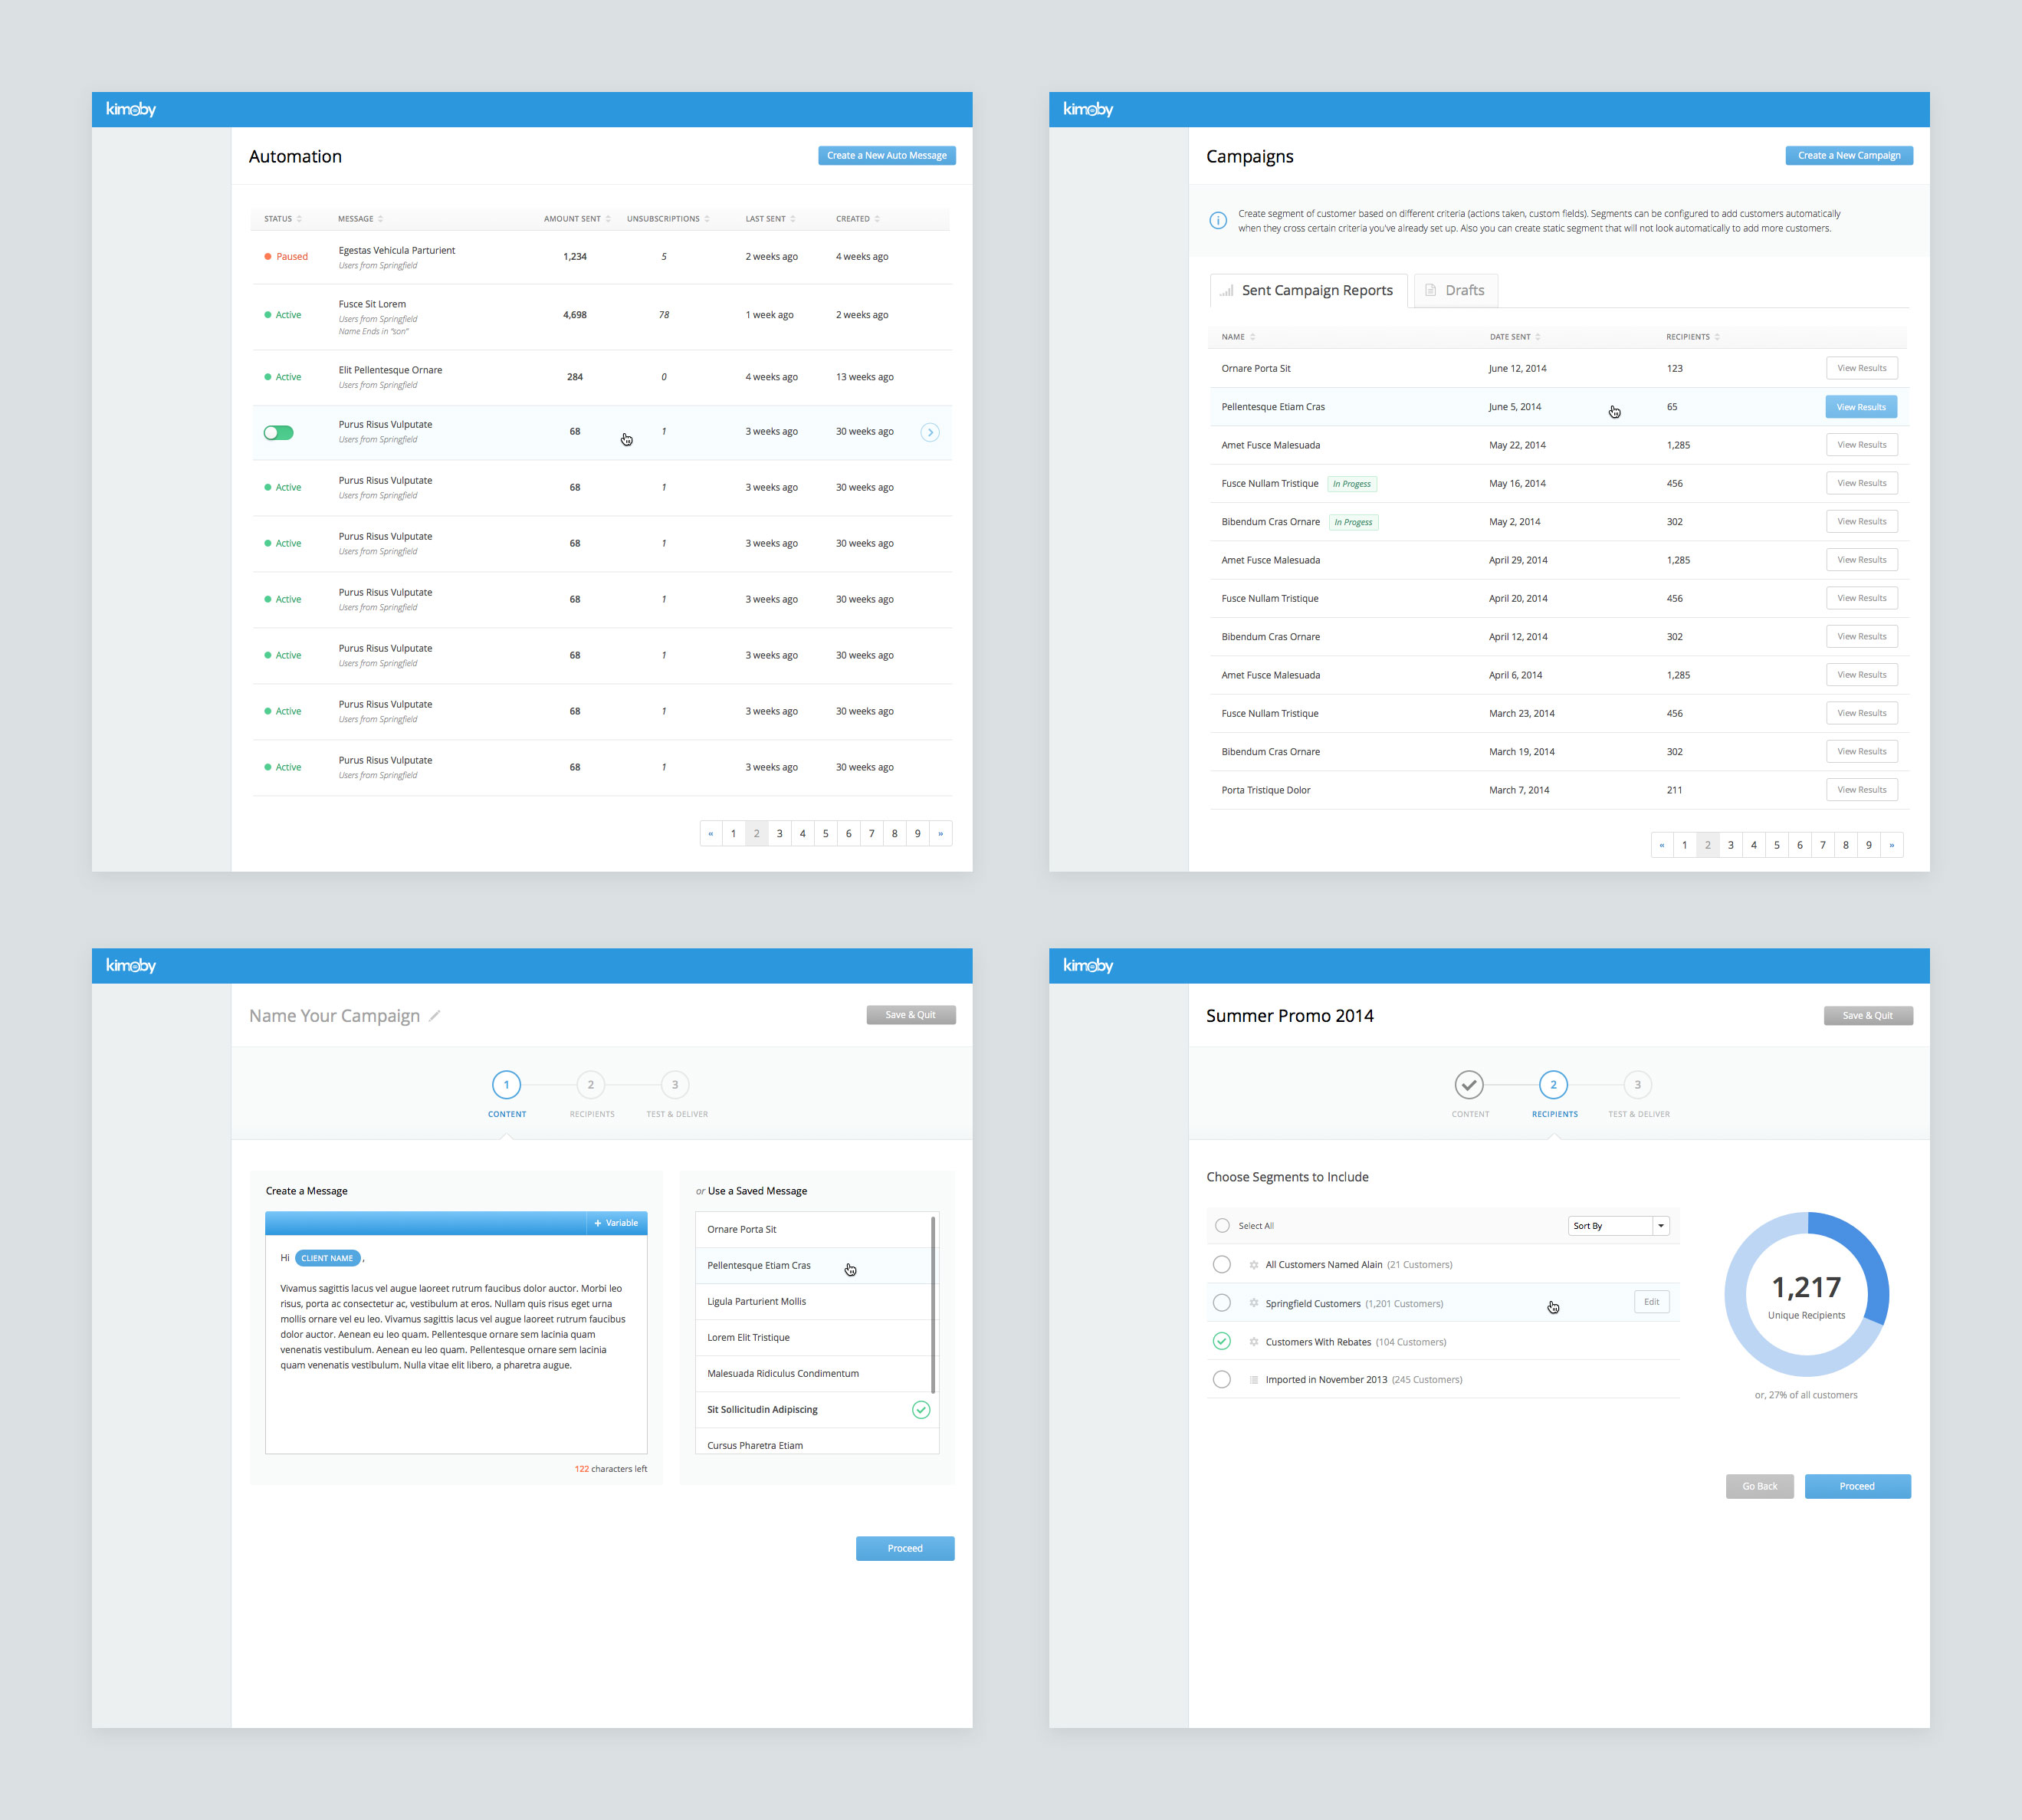 kimoby
Automation
Create a New Auto Message
STATUS MESSAGE AMOUNT SENT UNSUBSCRIPTIONS LAST SENT CREATED
Paused Egestas Vehicula Parturient 1,234 5 2 weeks ago 4 weeks ago
Users from Springfield
Active Fusce Sit Lorem 4,698 78 1 week ago 2 weeks ago
Users from Springfield
Name Ends in "son"
Active Elit Pellentesque Ornare 284 0 4 weeks ago 13 weeks ago
Users from Springfield
Purus Risus Vulputate 68 1 3 weeks ago 30 weeks ago
Users from Springfield
Active Purus Risus Vulputate 68 1 3 weeks ago 30 weeks ago
Users from Springfield
Active Purus Risus Vulputate 68 1 3 weeks ago 30 weeks ago
Users from Springfield
Active Purus Risus Vulputate 68 1 3 weeks ago 30 weeks ago
Users from Springfield
Active Purus Risus Vulputate 68 1 3 weeks ago 30 weeks ago
Users from Springfield
Active Purus Risus Vulputate 68 1 3 weeks ago 30 weeks ago
Users from Springfield
Active Purus Risus Vulputate 68 1 3 weeks ago 30 weeks ago
Users from Springfield
« 1 2 3 4 5 6 7 8 9 »
kimoby
Campaigns
Create a New Campaign
Create segment of customer based on different criteria (actions taken, custom fields). Segments can be configured to add customers automatically
when they cross certain criteria you've already set up. Also you can create static segment that will not look automatically to add more customers.
Sent Campaign Reports Drafts
NAME DATE SENT RECIPIENTS
Ornare Porta Sit June 12, 2014 123 View Results
Pellentesque Etiam Cras June 5, 2014 65 View Results
Amet Fusce Malesuada May 22, 2014 1,285 View Results
Fusce Nullam Tristique In Progess May 16, 2014 456 View Results
Bibendum Cras Ornare In Progess May 2, 2014 302 View Results
Amet Fusce Malesuada April 29, 2014 1,285 View Results
Fusce Nullam Tristique April 20, 2014 456 View Results
Bibendum Cras Ornare April 12, 2014 302 View Results
Amet Fusce Malesuada April 6, 2014 1,285 View Results
Fusce Nullam Tristique March 23, 2014 456 View Results
Bibendum Cras Ornare March 19, 2014 302 View Results
Porta Tristique Dolor March 7, 2014 211 View Results
« 1 2 3 4 5 6 7 8 9 »
kimoby
Name Your Campaign
Save & Quit
1 2 3
CONTENT RECIPIENTS TEST & DELIVER
Create a Message
+ Variable
Hi CLIENT NAME ,
Vivamus sagittis lacus vel augue laoreet rutrum faucibus dolor auctor. Morbi leo
risus, porta ac consectetur ac, vestibulum at eros. Nullam quis risus eget urna
mollis ornare vel eu leo. Vivamus sagittis lacus vel augue laoreet rutrum faucibus
dolor auctor. Aenean eu leo quam. Pellentesque ornare sem lacinia quam
venenatis vestibulum. Aenean eu leo quam. Pellentesque ornare sem lacinia
quam venenatis vestibulum. Nulla vitae elit libero, a pharetra augue.
122 characters left
or Use a Saved Message
Ornare Porta Sit
Pellentesque Etiam Cras
Ligula Parturient Mollis
Lorem Elit Tristique
Malesuada Ridiculus Condimentum
Sit Sollicitudin Adipiscing
Cursus Pharetra Etiam
Proceed
kimoby
Summer Promo 2014
Save & Quit
2 3
CONTENT RECIPIENTS TEST & DELIVER
Choose Segments to Include
Select All Sort By
All Customers Named Alain (21 Customers)
Springfield Customers (1,201 Customers) Edit
Customers With Rebates (104 Customers)
Imported in November 2013 (245 Customers)
1,217
Unique Recipients
or, 27% of all customers
Go Back Proceed